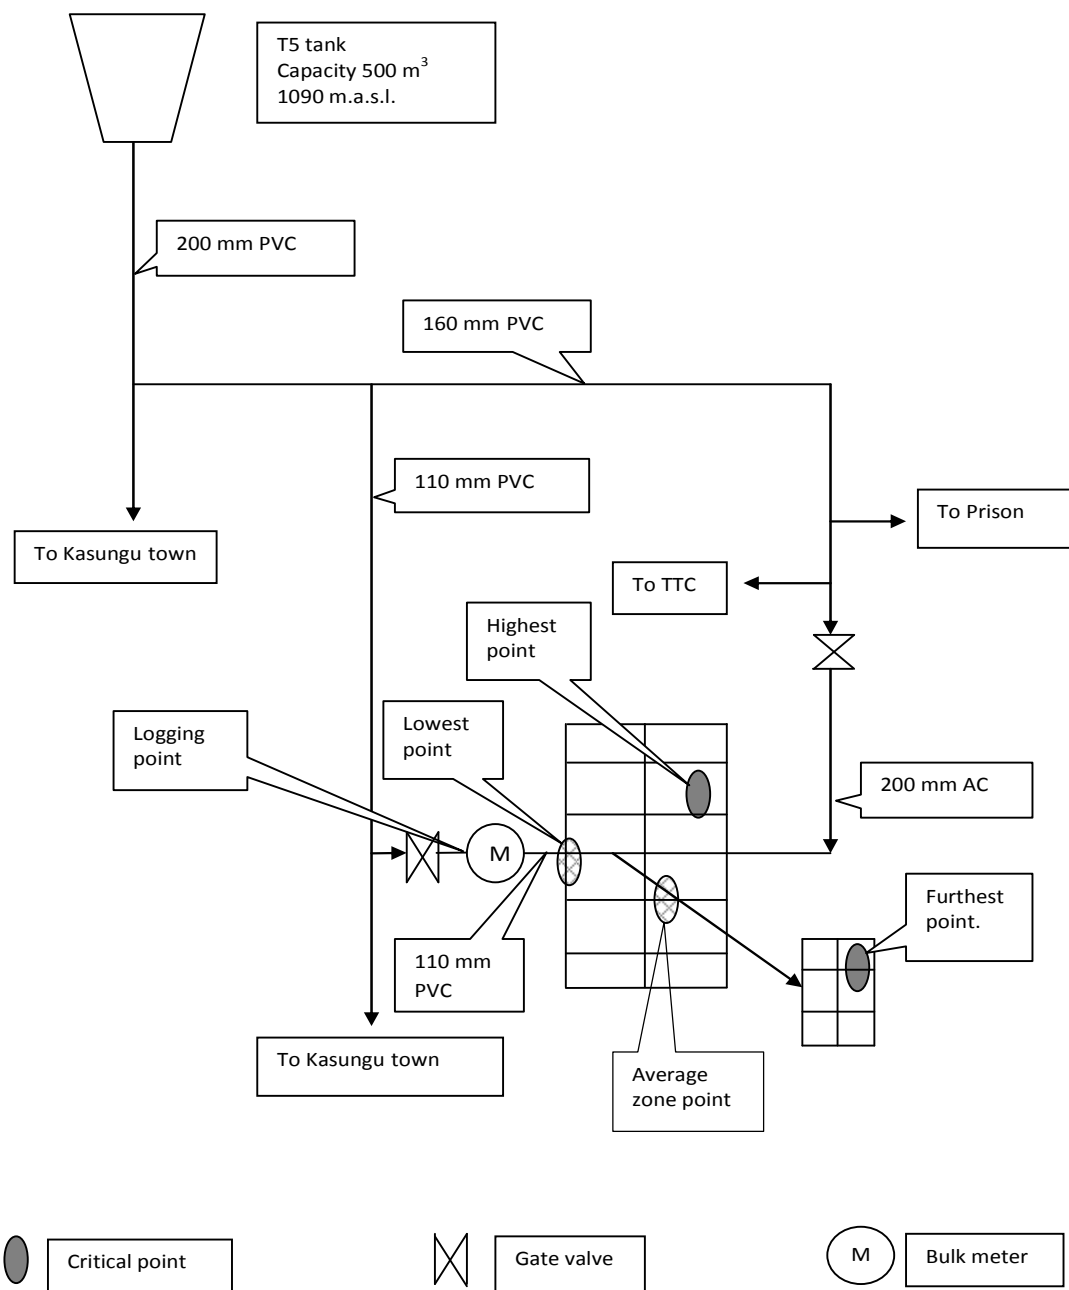 T5 tank
Capacity 500 m³
1090 m.a.s.l.
200 mm PVC
160 mm PVC
110 mm PVC
To Prison
To Kasungu town
To TTC
Highest
point
Lowest
point
Logging
point
200 mm AC
M
Furthest
point.
110 mm
PVC
To Kasungu town
Average
zone point
Critical point
Gate valve
M
Bulk meter